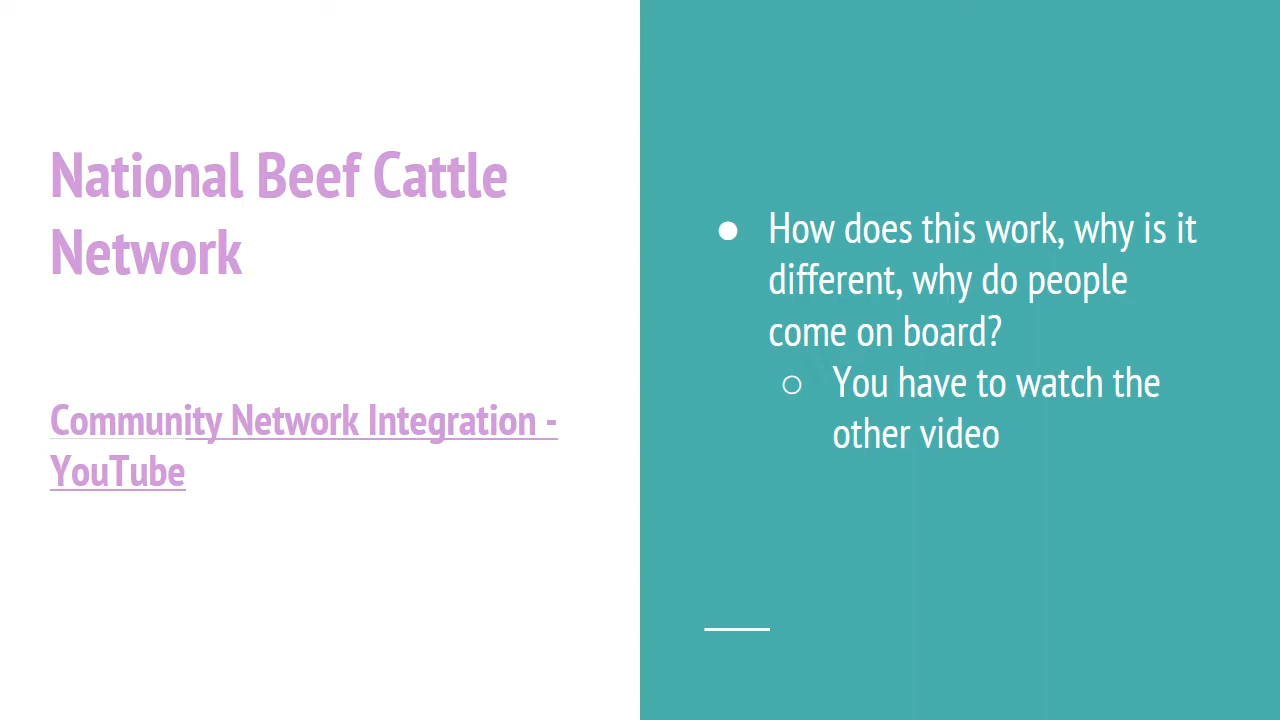 National Beef Cattle
Network
Community Network Integration -
YouTube
● How does this work, why is it
different, why do people
come on board?
○ You have to watch the
other video